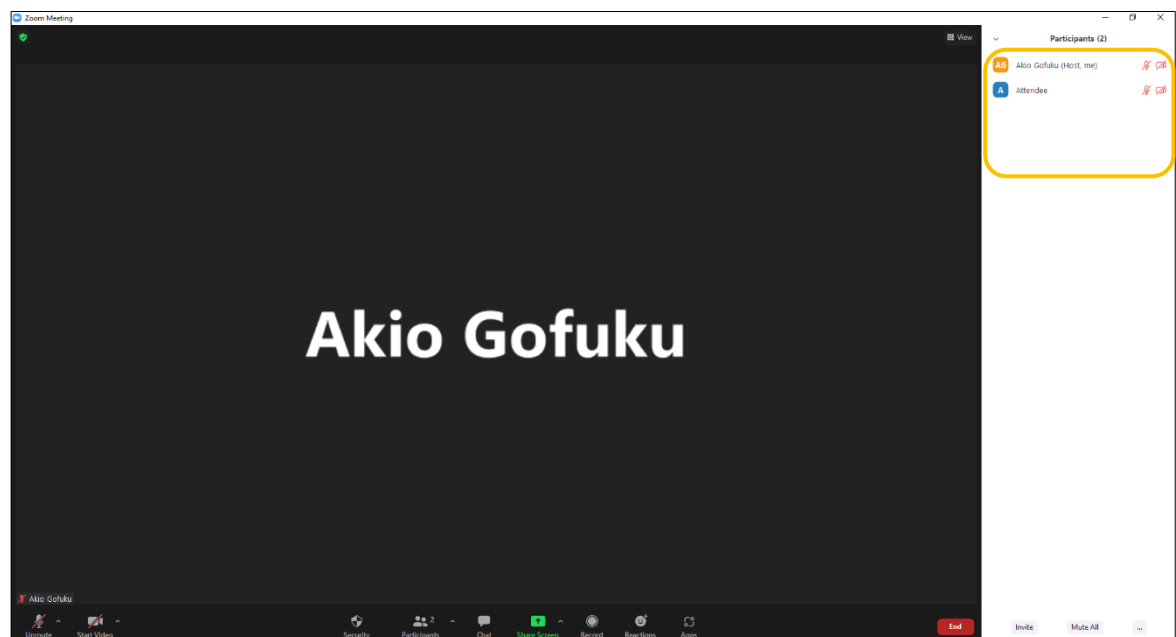 Zoom Meeting
View
Participants (2)
AG Akio Gofuku (Host, me)
A Attendee
Akio Gofuku
Akio Gofuku
Unmute Start Video Security Participants 2 Chat Share Screen Record Reactions Apps End
Invite Mute All ...